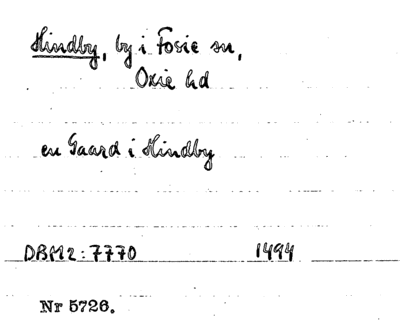 Hindby, by i Fosie sn,
Oxie hd
en Gaard i Hindby
DBM2:7770 1494
Nr 5726.